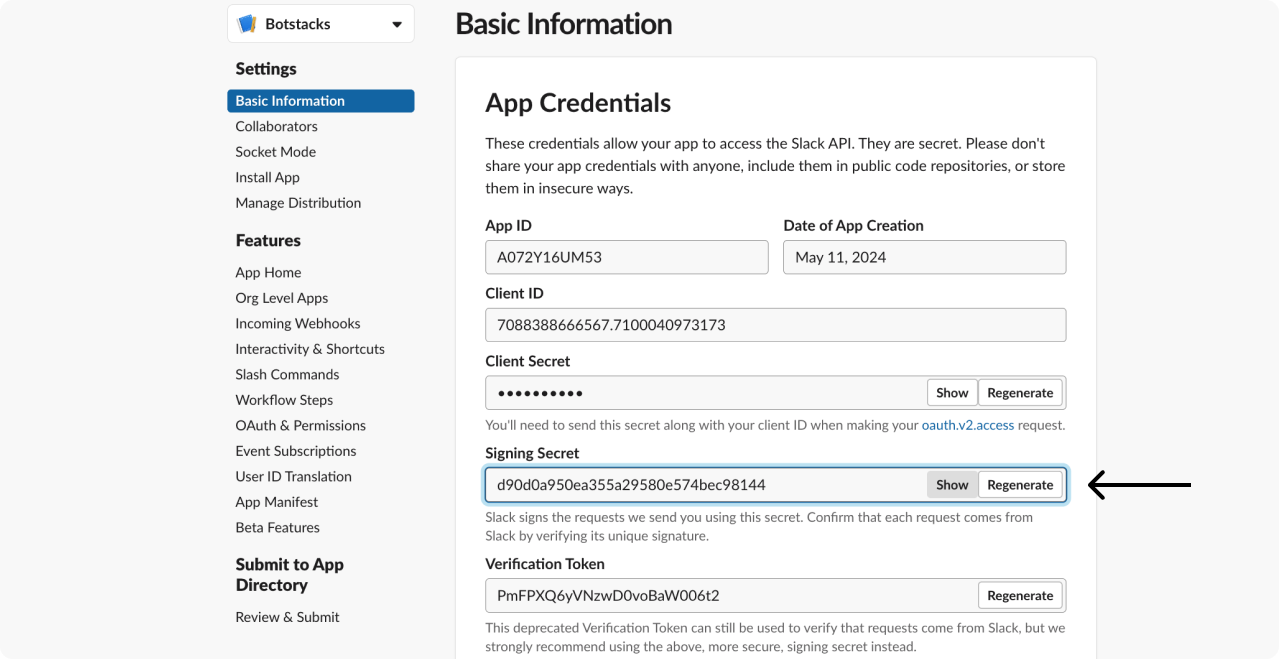 Botstacks
Settings
Basic Information
Collaborators
Socket Mode
Install App
Manage Distribution
Features
App Home
Org Level Apps
Incoming Webhooks
Interactivity & Shortcuts
Slash Commands
Workflow Steps
OAuth & Permissions
Event Subscriptions
User ID Translation
App Manifest
Beta Features
Submit to App
Directory
Review & Submit
Basic Information
App Credentials
These credentials allow your app to access the Slack API. They are secret. Please don't
share your app credentials with anyone, include them in public code repositories, or store
them in insecure ways.
App ID
A072Y16UM53
Date of App Creation
May 11, 2024
Client ID
7088388666567.7100040973173
Client Secret
••••••••••
Show
Regenerate
You'll need to send this secret along with your client ID when making your oauth.v2.access request.
Signing Secret
d90d0a950ea355a29580e574bec98144
Show
Regenerate
Slack signs the requests we send you using this secret. Confirm that each request comes from
Slack by verifying its unique signature.
Verification Token
PmFPXQ6yVNzwD0voBaW006t2
Regenerate
This deprecated Verification Token can still be used to verify that requests come from Slack, but we
strongly recommend using the above, more secure, signing secret instead.